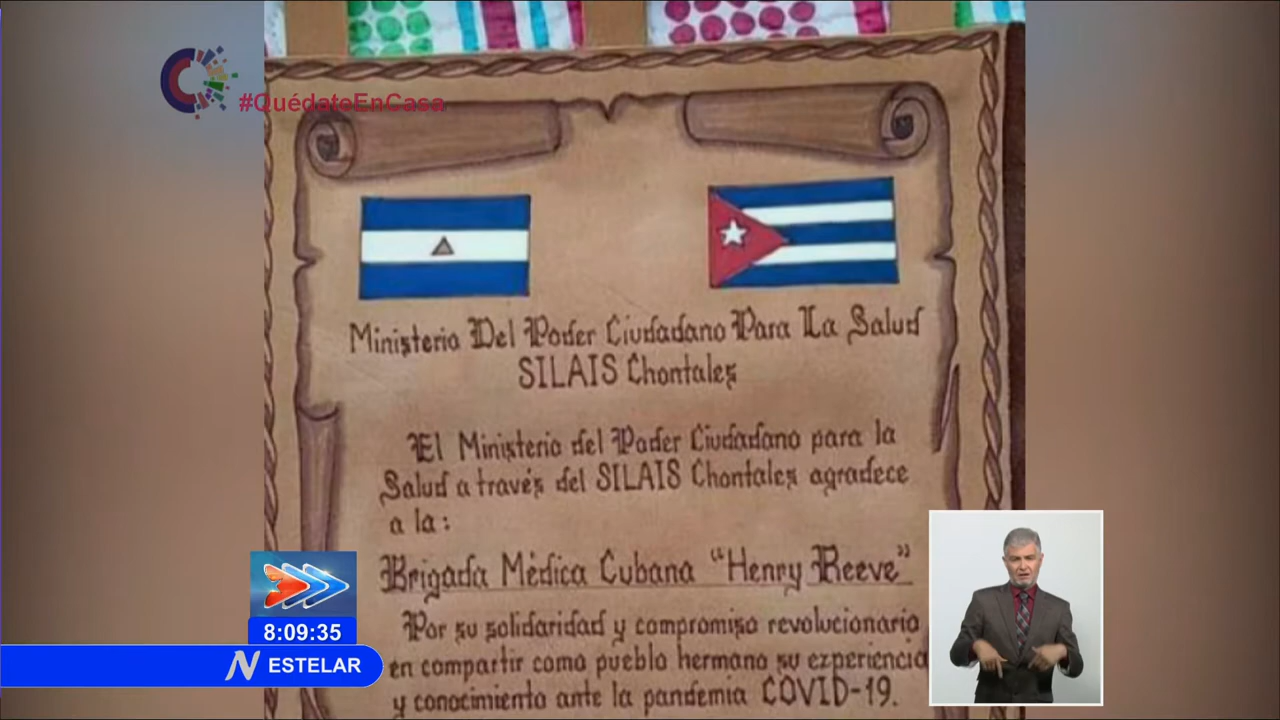 #QuédateEnCasa
Ministerio Del Poder Ciudadano Para La Salud
SILAIS Chontales
El Ministerio del Poder Ciudadano para la
Salud a través del SILAIS Chontales agradece
a la:
Brigada Médica Cubana "Henry Reeve"
Por su solidaridad y compromiso revolucionario
en compartir como pueblo hermano su experiencia
y conocimiento ante la pandemia COVID-19.
8:09:35
N ESTELAR